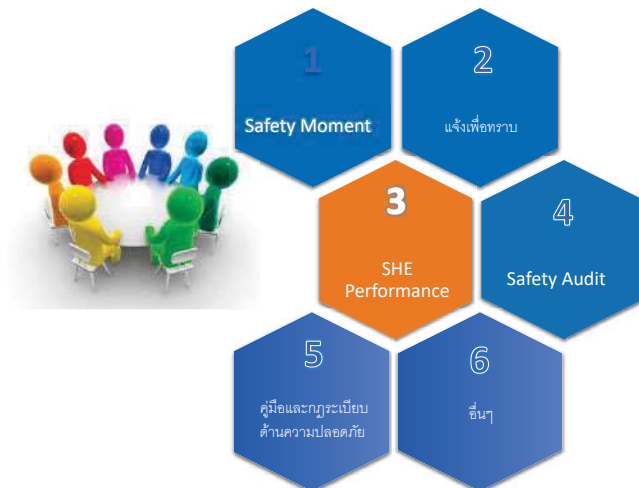 1
Safety Moment
2
แจ้งเพื่อทราบ
3
SHE
Performance
4
Safety Audit
5
คู่มือและกฎระเบียบ
ด้านความปลอดภัย
6
อื่นๆ